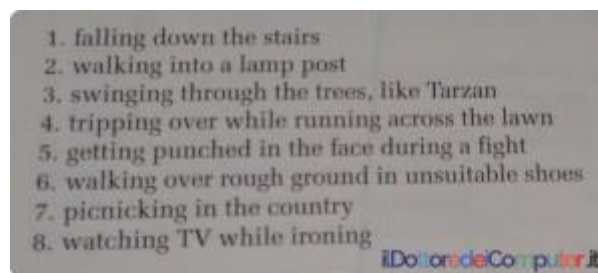 1. falling down the stairs
2. walking into a lamp post
3. swinging through the trees, like Tarzan
4. tripping over while running across the lawn
5. getting punched in the face during a fight
6. walking over rough ground in unsuitable shoes
7. picnicking in the country
8. watching TV while ironing
ilDottoredeiComputer.it